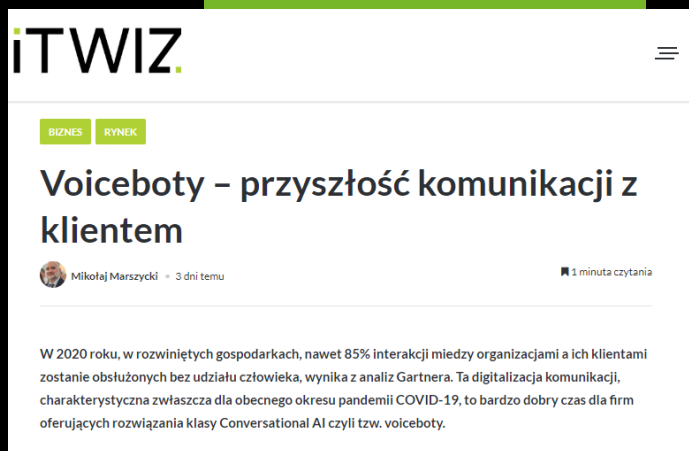 iTWIZ.
BIZNES RYNEK
Voiceboty – przyszłość komunikacji z
klientem
Mikołaj Marszycki • 3 dni temu
1 minuta czytania
W 2020 roku, w rozwiniętych gospodarkach, nawet 85% interakcji miedzy organizacjami a ich klientami
zostanie obsłużonych bez udziału człowieka, wynika z analiz Gartnera. Ta digitalizacja komunikacji,
charakterystyczna zwłaszcza dla obecnego okresu pandemii COVID-19, to bardzo dobry czas dla firm
oferujących rozwiązania klasy Conversational AI czyli tzw. voiceboty.